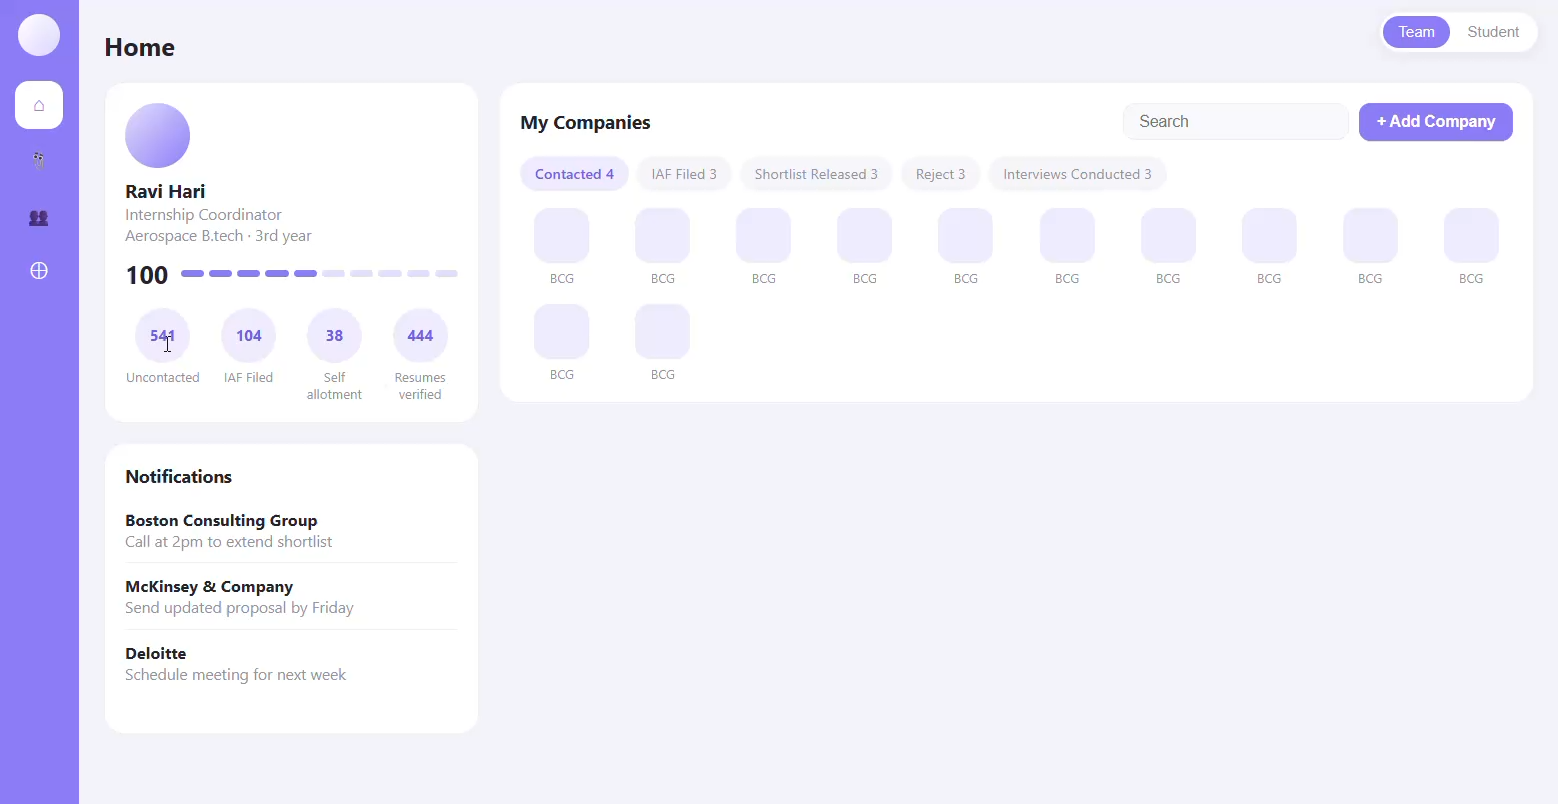 Home
Team
Student
Ravi Hari
Internship Coordinator
Aerospace B.tech · 3rd year
100
541
104
38
444
Uncontacted
IAF Filed
Self
allotment
Resumes
verified
Notifications
Boston Consulting Group
Call at 2pm to extend shortlist
McKinsey & Company
Send updated proposal by Friday
Deloitte
Schedule meeting for next week
My Companies
Search
+ Add Company
Contacted 4
IAF Filed 3
Shortlist Released 3
Reject 3
Interviews Conducted 3
BCG
BCG
BCG
BCG
BCG
BCG
BCG
BCG
BCG
BCG
BCG
BCG